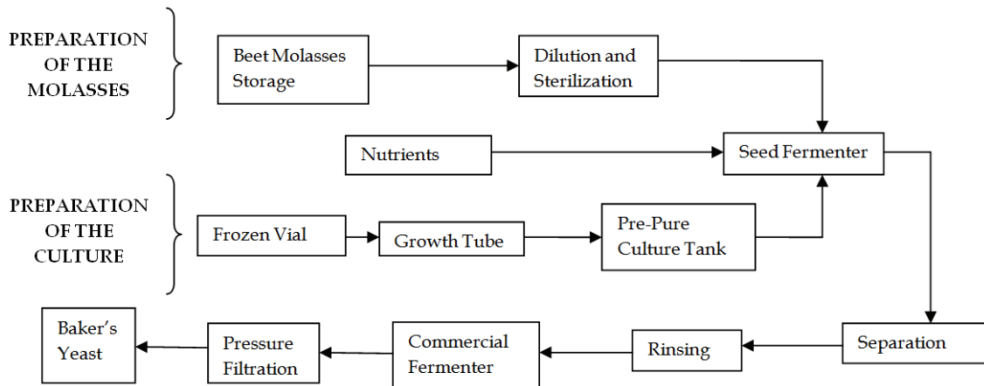 PREPARATION
OF THE
MOLASSES
Beet Molasses
Storage
Dilution and
Sterilization
Nutrients
Seed Fermenter
PREPARATION
OF THE
CULTURE
Frozen Vial
Growth Tube
Pre-Pure
Culture Tank
Baker's
Yeast
Pressure
Filtration
Commercial
Fermenter
Rinsing
Separation